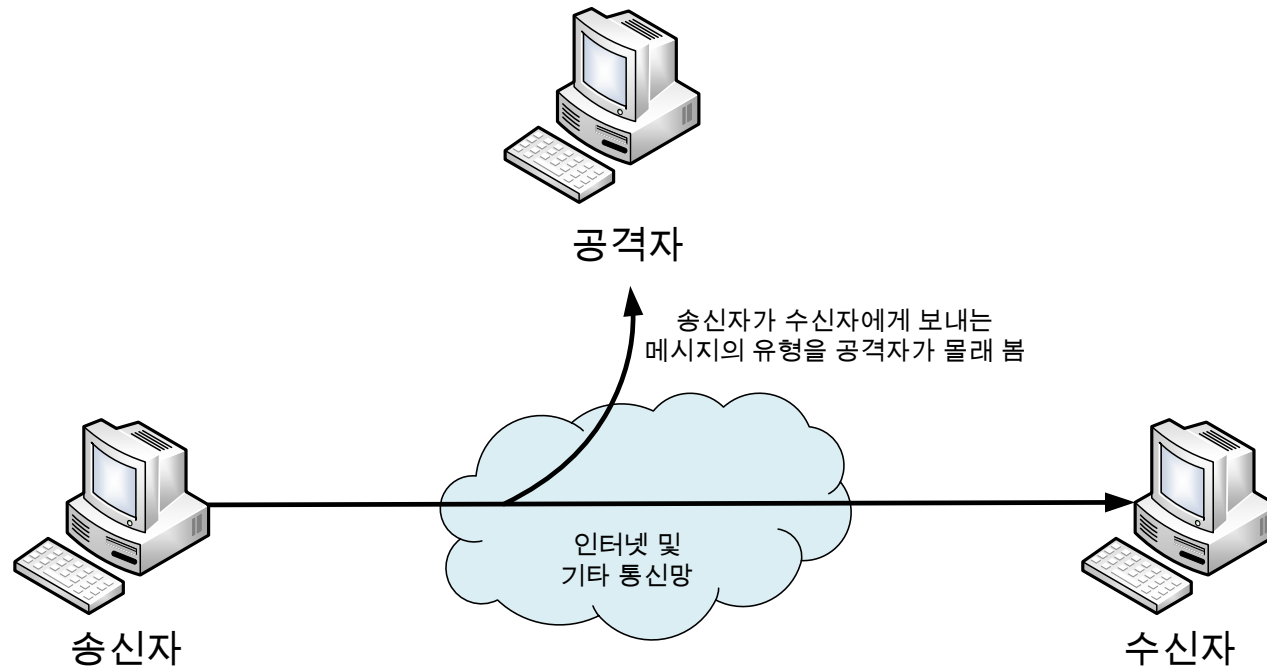 공격자
송신자가 수신자에게 보내는
메시지의 유형을 공격자가 몰래 봄
인터넷 및
기타 통신망
송신자
수신자